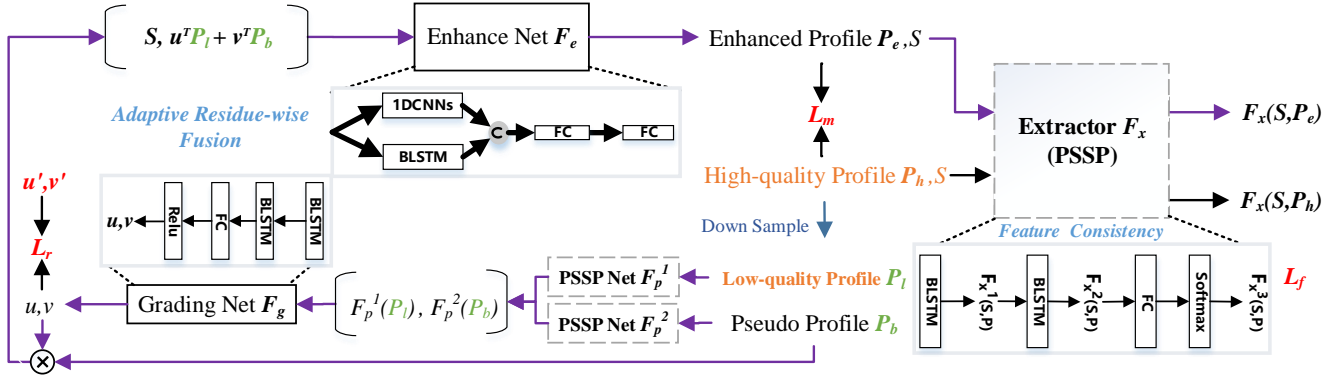 S, u^T P_l + v^T P_b
Enhance Net F_e
Enhanced Profile P_e ,S
1DCNNs
BLSTM
C
FC
FC
Adaptive Residue-wise
Fusion
L_m
Extractor F_x
(PSSP)
F_x(S,P_e)
F_x(S,P_h)
High-quality Profile P_h,S
Down Sample
Feature Consistency
u',v'
L_r
u,v
u,v
Relu
FC
BLSTM
BLSTM
Grading Net F_g
F_p^1(P_l) , F_p^2(P_b)
PSSP Net F_p^1
PSSP Net F_p^2
Low-quality Profile P_l
Pseudo Profile P_b
BLSTM
F_x^1(S,P)
BLSTM
F_x^2(S,P)
FC
Softmax
F_x^3(S,P)
L_f